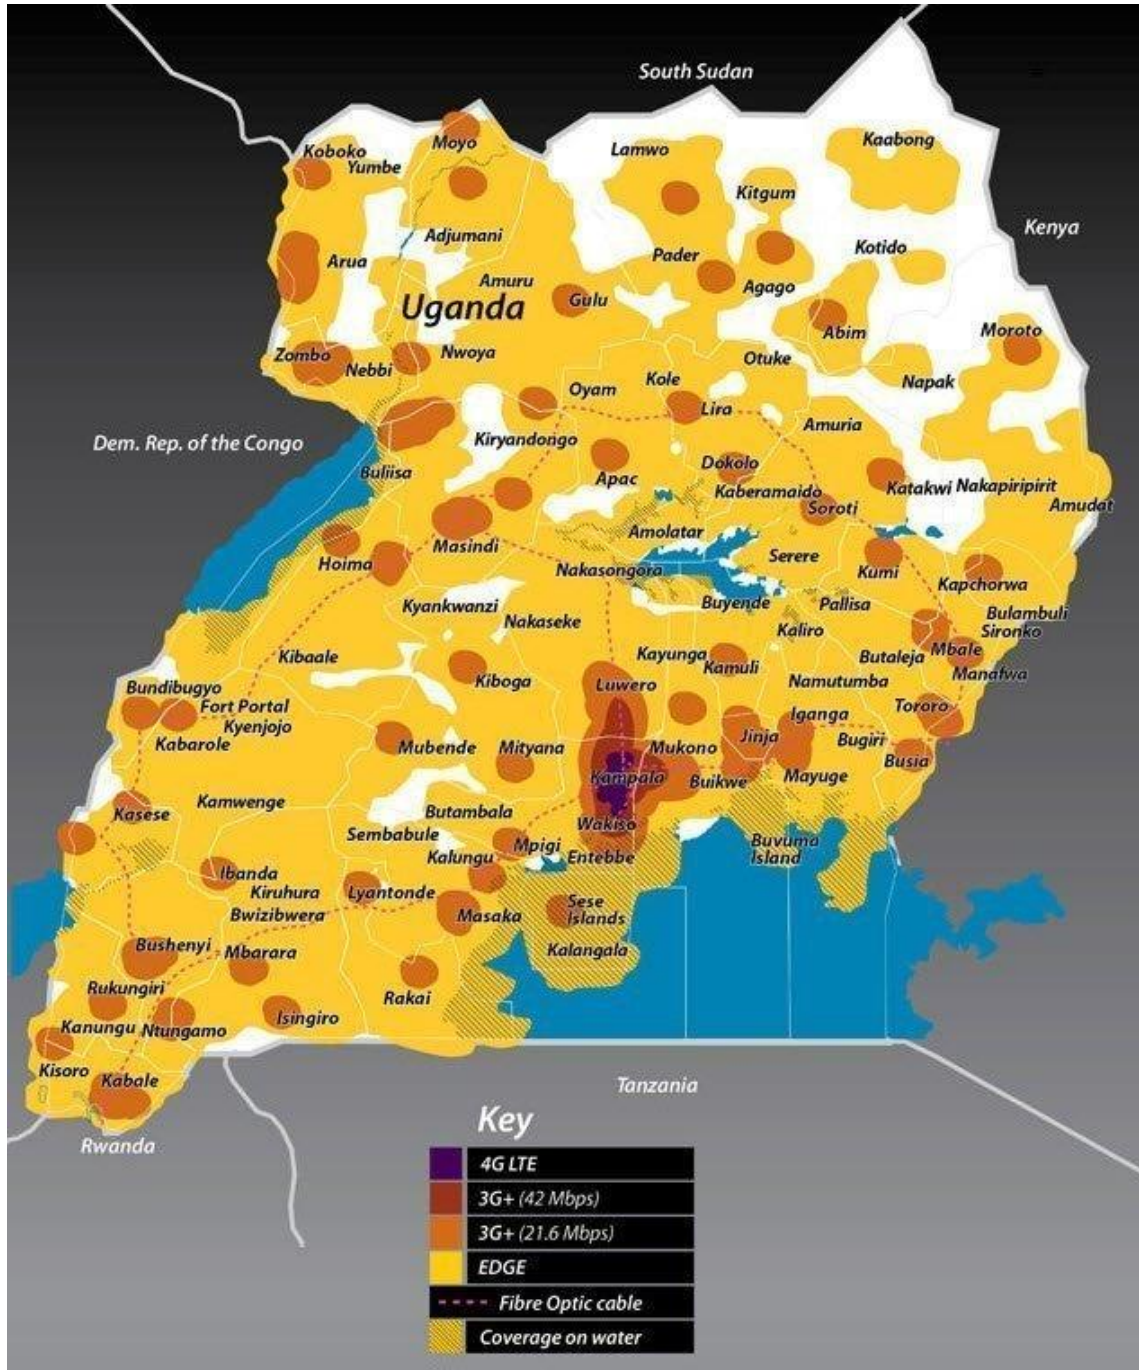 South Sudan
Moyo
Koboko
Yumbe
Lamwo
Kaabong
Kitgum
Kenya
Adjumani
Kotido
Arua
Pader
Amuru
Agago
Uganda
Gulu
Abim
Moroto
Zombo
Nebbi
Nwoya
Otuke
Oyam
Kole
Napak
Lira
Dem. Rep. of the Congo
Kiryandongo
Amuria
Buliisa
Apac
Dokolo
Kaberamaido
Katakwi
Nakapiripirit
Soroti
Amudat
Masindi
Amolatar
Hoima
Nakasongora
Serere
Kumi
Kapchorwa
Kyankwanzi
Nakaseke
Buyende
Pallisa
Bulambuli
Kaliro
Sironko
Kibaale
Kayunga
Kamuli
Butaleja
Mbale
Manafwa
Bundibugyo
Kiboga
Luwero
Namutumba
Fort Portal
Kyenjojo
Kabarole
Iganga
Tororo
Mubende
Mityana
Mukono
Jinja
Bugiri
Busia
Kampala
Buikwe
Mayuge
Kasese
Kamwenge
Butambala
Sembabule
Wakiso
Mpigi
Kalungu
Entebbe
Buvuma
Island
Ibanda
Kiruhura
Lyantonde
Bwizibwera
Masaka
Sese
Islands
Bushenyi
Mbarara
Kalangala
Rukungiri
Rakai
Kanungu
Ntungamo
Isingiro
Kisoro
Kabale
Tanzania
Rwanda
Key
4G LTE
3G+ (42 Mbps)
3G+ (21.6 Mbps)
EDGE
Fibre Optic cable
Coverage on water